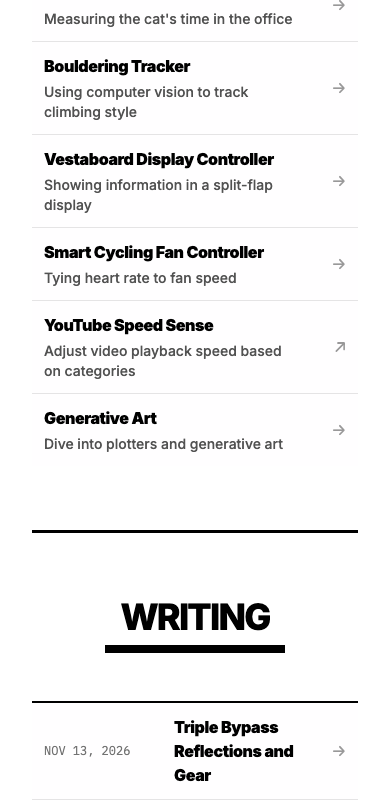 Measuring the cat's time in the office
→
Bouldering Tracker
Using computer vision to track
climbing style
→
Vestaboard Display Controller
Showing information in a split-flap
display
→
Smart Cycling Fan Controller
Tying heart rate to fan speed
→
YouTube Speed Sense
Adjust video playback speed based
on categories
↗
Generative Art
Dive into plotters and generative art
→
WRITING
NOV 13, 2026
Triple Bypass
Reflections and
Gear
→